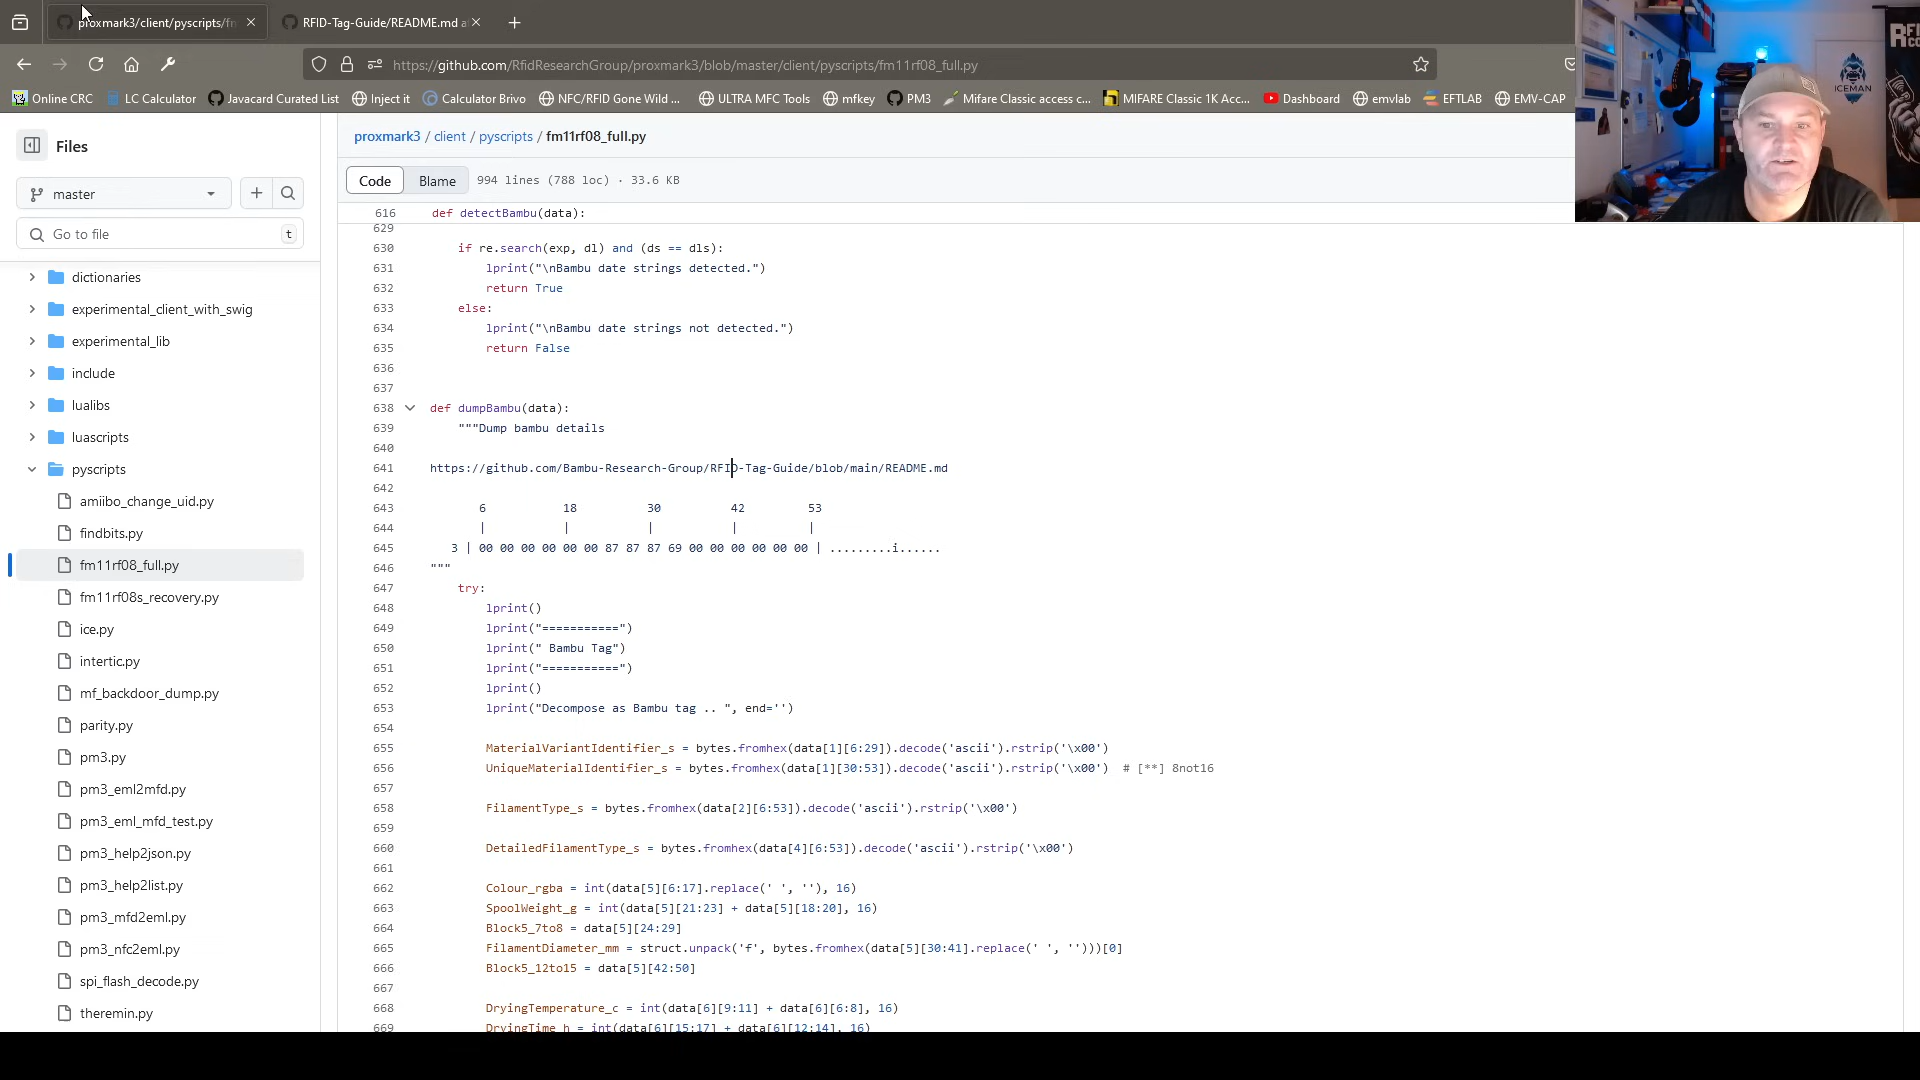 proxmark3/client/pyscripts/fm
RFID-Tag-Guide/README.md a
https://github.com/RfidResearchGroup/proxmark3/blob/master/client/pyscripts/fm11rf08_full.py
Online CRC
LC Calculator
Javacard Curated List
Inject it
Calculator Brivo
NFC/RFID Gone Wild ...
ULTRA MFC Tools
mfkey
PM3
Mifare Classic access c...
MIFARE Classic 1K Acc...
Dashboard
emvlab
EFTLAB
EMV-CAP
ICEMAN
Files
master
Go to file
t
dictionaries
experimental_client_with_swig
experimental_lib
include
lualibs
luascripts
pyscripts
amiibo_change_uid.py
findbits.py
fm11rf08_full.py
fm11rf08s_recovery.py
ice.py
intertic.py
mf_backdoor_dump.py
parity.py
pm3.py
pm3_eml2mfd.py
pm3_eml_mfd_test.py
pm3_help2json.py
pm3_help2list.py
pm3_mfd2eml.py
pm3_nfc2eml.py
spi_flash_decode.py
theremin.py
proxmark3 / client / pyscripts / fm11rf08_full.py
Code
Blame
994 lines (788 loc) · 33.6 KB
616 def detectBambu(data):
629
630 if re.search(exp, dl) and (ds == dls):
631 lprint("\nBambu date strings detected.")
632 return True
633 else:
634 lprint("\nBambu date strings not detected.")
635 return False
636
637
638 def dumpBambu(data):
639 """Dump bambu details
640
641 https://github.com/Bambu-Research-Group/RFID-Tag-Guide/blob/main/README.md
642
643 6 18 30 42 53
644 | | | | |
645 3 | 00 00 00 00 00 00 87 87 87 69 00 00 00 00 00 00 | .........i......
646 """
647 try:
648 lprint()
649 lprint("===========")
650 lprint(" Bambu Tag")
651 lprint("===========")
652 lprint()
653 lprint("Decompose as Bambu tag .. ", end='')
654
655 MaterialVariantIdentifier_s = bytes.fromhex(data[1][6:29]).decode('ascii').rstrip('\x00')
656 UniqueMaterialIdentifier_s = bytes.fromhex(data[1][30:53]).decode('ascii').rstrip('\x00') # [**] 8not16
657
658 FilamentType_s = bytes.fromhex(data[2][6:53]).decode('ascii').rstrip('\x00')
659
660 DetailedFilamentType_s = bytes.fromhex(data[4][6:53]).decode('ascii').rstrip('\x00')
661
662 Colour_rgba = int(data[5][6:17].replace(' ', ''), 16)
663 SpoolWeight_g = int(data[5][21:23] + data[5][18:20], 16)
664 Block5_7to8 = data[5][24:29]
665 FilamentDiameter_mm = struct.unpack('f', bytes.fromhex(data[5][30:41].replace(' ', '')))[0]
666 Block5_12to15 = data[5][42:50]
667
668 DryingTemperature_c = int(data[6][9:11] + data[6][6:8], 16)
669 DryingTime_h = int(data[6][15:17] + data[6][12:14], 16)